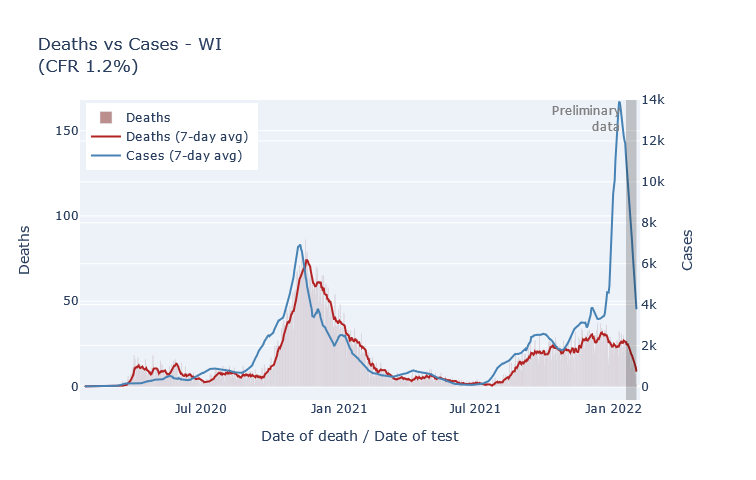 Deaths vs Cases - WI
(CFR 1.2%)
Deaths
Deaths (7-day avg)
Cases (7-day avg)
Preliminary
data
150
100
50
0
Deaths
14k
12k
10k
8k
6k
4k
2k
0
Cases
Jul 2020
Jan 2021
Jul 2021
Jan 2022
Date of death / Date of test